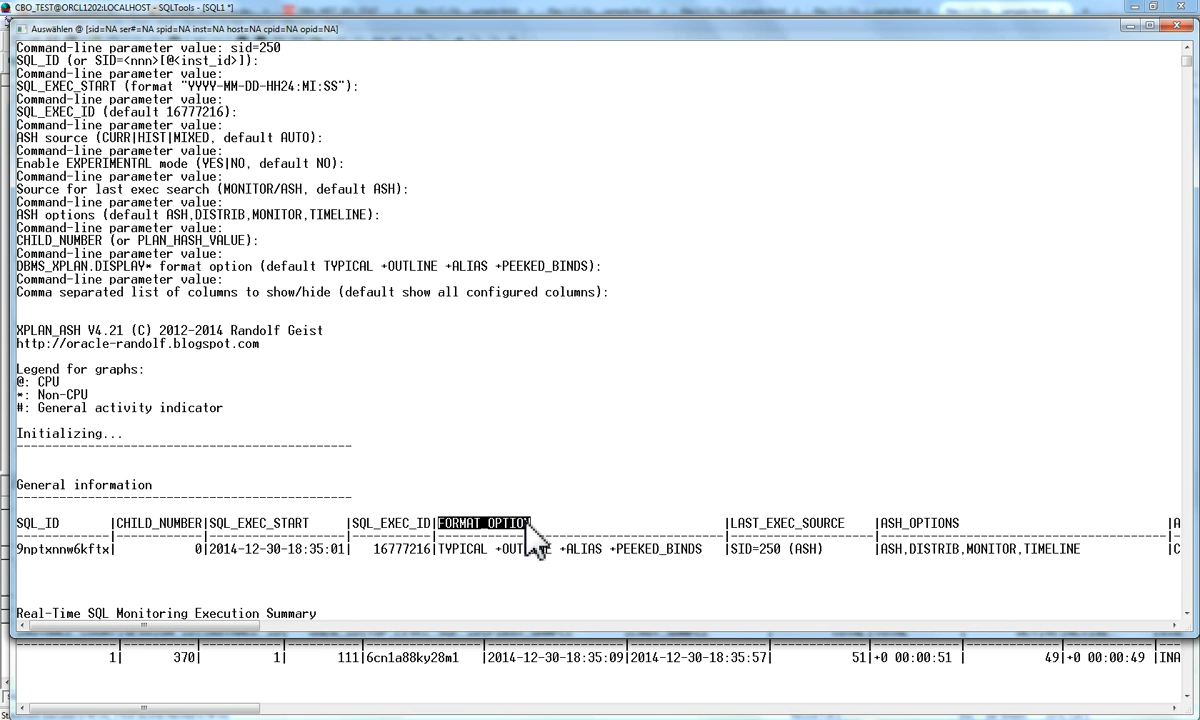 CBO_TEST@ORCL1202:LOCALHOST - SQLTools - [SQL1 *]
Auswählen @ [sid=NA ser#=NA spid=NA inst=NA host=NA cpid=NA opid=NA]
Command-line parameter value: sid=250
SQL_ID (or SID=<nnn>[@<inst_id>]):
Command-line parameter value:
SQL_EXEC_START (format "YYYY-MM-DD-HH24:MI:SS"):
Command-line parameter value:
SQL_EXEC_ID (default 16777216):
Command-line parameter value:
ASH source (CURR|HIST|MIXED, default AUTO):
Command-line parameter value:
Enable EXPERIMENTAL mode (YES|NO, default NO):
Command-line parameter value:
Source for last exec search (MONITOR/ASH, default ASH):
Command-line parameter value:
ASH options (default ASH,DISTRIB,MONITOR,TIMELINE):
Command-line parameter value:
CHILD_NUMBER (or PLAN_HASH_VALUE):
Command-line parameter value:
DBMS_XPLAN.DISPLAY* format option (default TYPICAL +OUTLINE +ALIAS +PEEKED_BINDS):
Command-line parameter value:
Comma separated list of columns to show/hide (default show all configured columns):
XPLAN_ASH V4.21 (C) 2012-2014 Randolf Geist
http://oracle-randolf.blogspot.com
Legend for graphs:
@: CPU
*: Non-CPU
#: General activity indicator
Initializing...
-----------------------------------------------
General information
-----------------------------------------------
SQL_ID |CHILD_NUMBER|SQL_EXEC_START |SQL_EXEC_ID|FORMAT_OPTION |LAST_EXEC_SOURCE |ASH_OPTIONS |A
9nptxnnw6kftx| 0|2014-12-30-18:35:01| 16777216|TYPICAL +OUT +ALIAS +PEEKED_BINDS |SID=250 (ASH) |ASH,DISTRIB,MONITOR,TIMELINE |C
Real-Time SQL Monitoring Execution Summary
1| 370| 1| 111|6cn1a88ky28m1 |2014-12-30-18:35:09|2014-12-30-18:35:57| 51|+0 00:00:51 | 49|+0 00:00:49 |INA